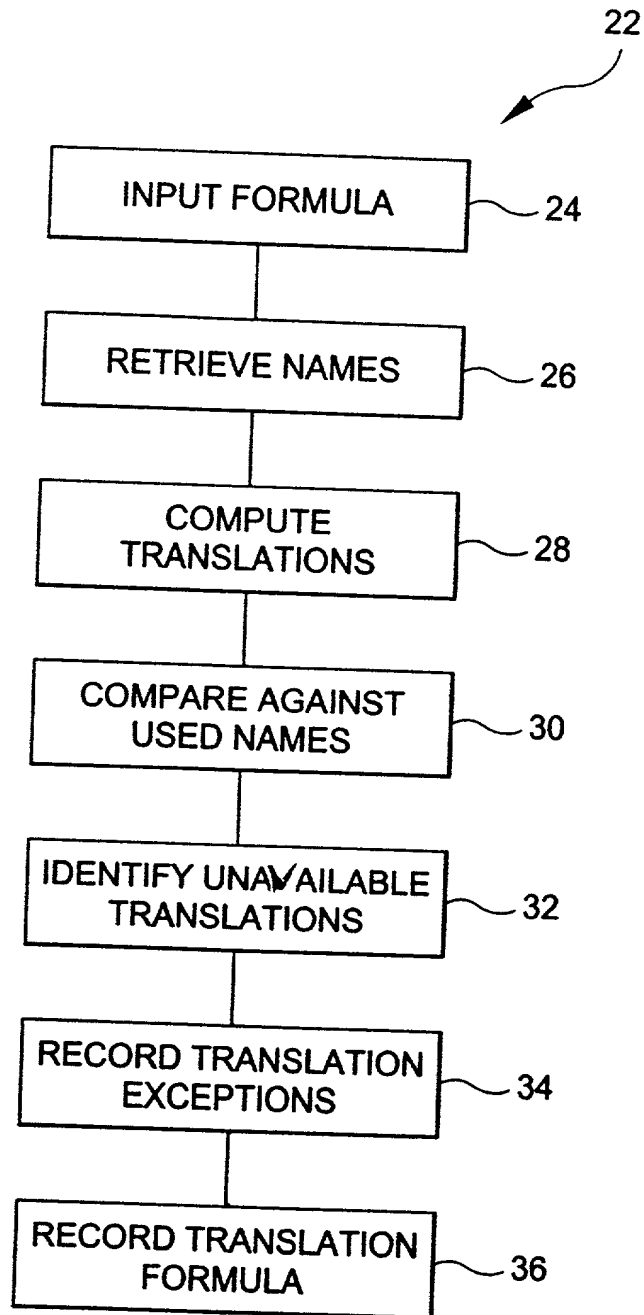 22
INPUT FORMULA
24
RETRIEVE NAMES
26
COMPUTE
TRANSLATIONS
28
COMPARE AGAINST
USED NAMES
30
IDENTIFY UNAVAILABLE
TRANSLATIONS
32
RECORD TRANSLATION
EXCEPTIONS
34
RECORD TRANSLATION
FORMULA
36